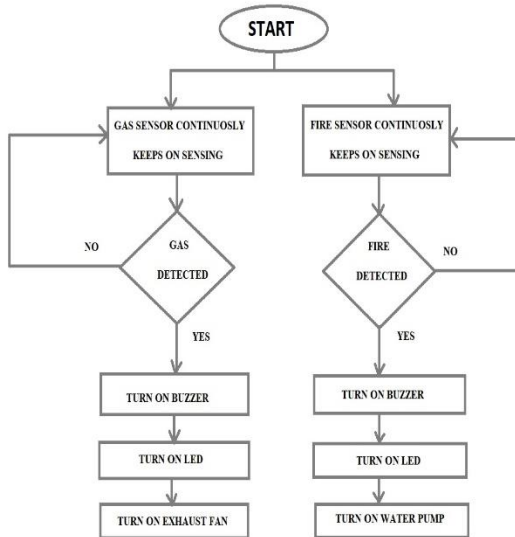 START
GAS SENSOR CONTINUOSLY
KEEPS ON SENSING
FIRE SENSOR CONTINUOSLY
KEEPS ON SENSING
GAS
DETECTED
NO
YES
FIRE
DETECTED
NO
YES
TURN ON BUZZER
TURN ON LED
TURN ON EXHAUST FAN
TURN ON BUZZER
TURN ON LED
TURN ON WATER PUMP